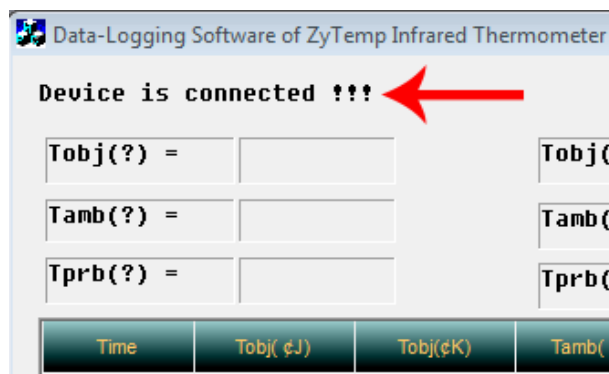 Data-Logging Software of ZyTemp Infrared Thermometer
Device is connected !!!
Tobj(?) = Tobj(
Tamb(?) = Tamb(
Tprb(?) = Tprb(
Time Tobj( ¢J) Tobj(¢K) Tamb(